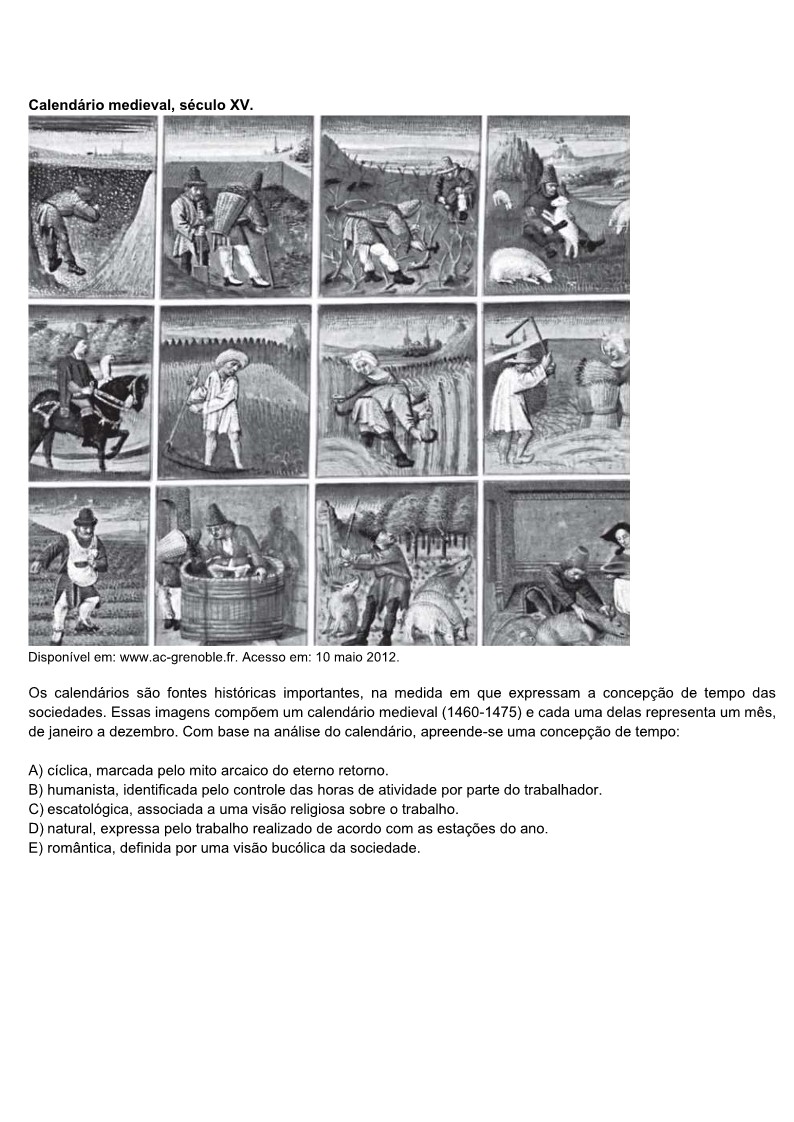 Calendário medieval, século XV.
Disponível em: www.ac-grenoble.fr. Acesso em: 10 maio 2012.
Os calendários são fontes históricas importantes, na medida em que expressam a concepção de tempo das
sociedades. Essas imagens compõem um calendário medieval (1460-1475) e cada uma delas representa um mês,
de janeiro a dezembro. Com base na análise do calendário, apreende-se uma concepção de tempo:
A) cíclica, marcada pelo mito arcaico do eterno retorno.
B) humanista, identificada pelo controle das horas de atividade por parte do trabalhador.
C) escatológica, associada a uma visão religiosa sobre o trabalho.
D) natural, expressa pelo trabalho realizado de acordo com as estações do ano.
E) romântica, definida por uma visão bucólica da sociedade.